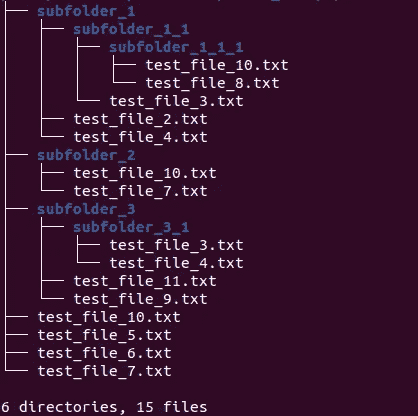 ├── subfolder_1
│   ├── subfolder_1_1
│   │   ├── subfolder_1_1_1
│   │   │   ├── test_file_10.txt
│   │   │   └── test_file_8.txt
│   │   └── test_file_3.txt
│   ├── test_file_2.txt
│   └── test_file_4.txt
├── subfolder_2
│   ├── test_file_10.txt
│   └── test_file_7.txt
├── subfolder_3
│   ├── subfolder_3_1
│   │   ├── test_file_3.txt
│   │   └── test_file_4.txt
│   ├── test_file_11.txt
│   └── test_file_9.txt
├── test_file_10.txt
├── test_file_5.txt
├── test_file_6.txt
└── test_file_7.txt
6 directories, 15 files